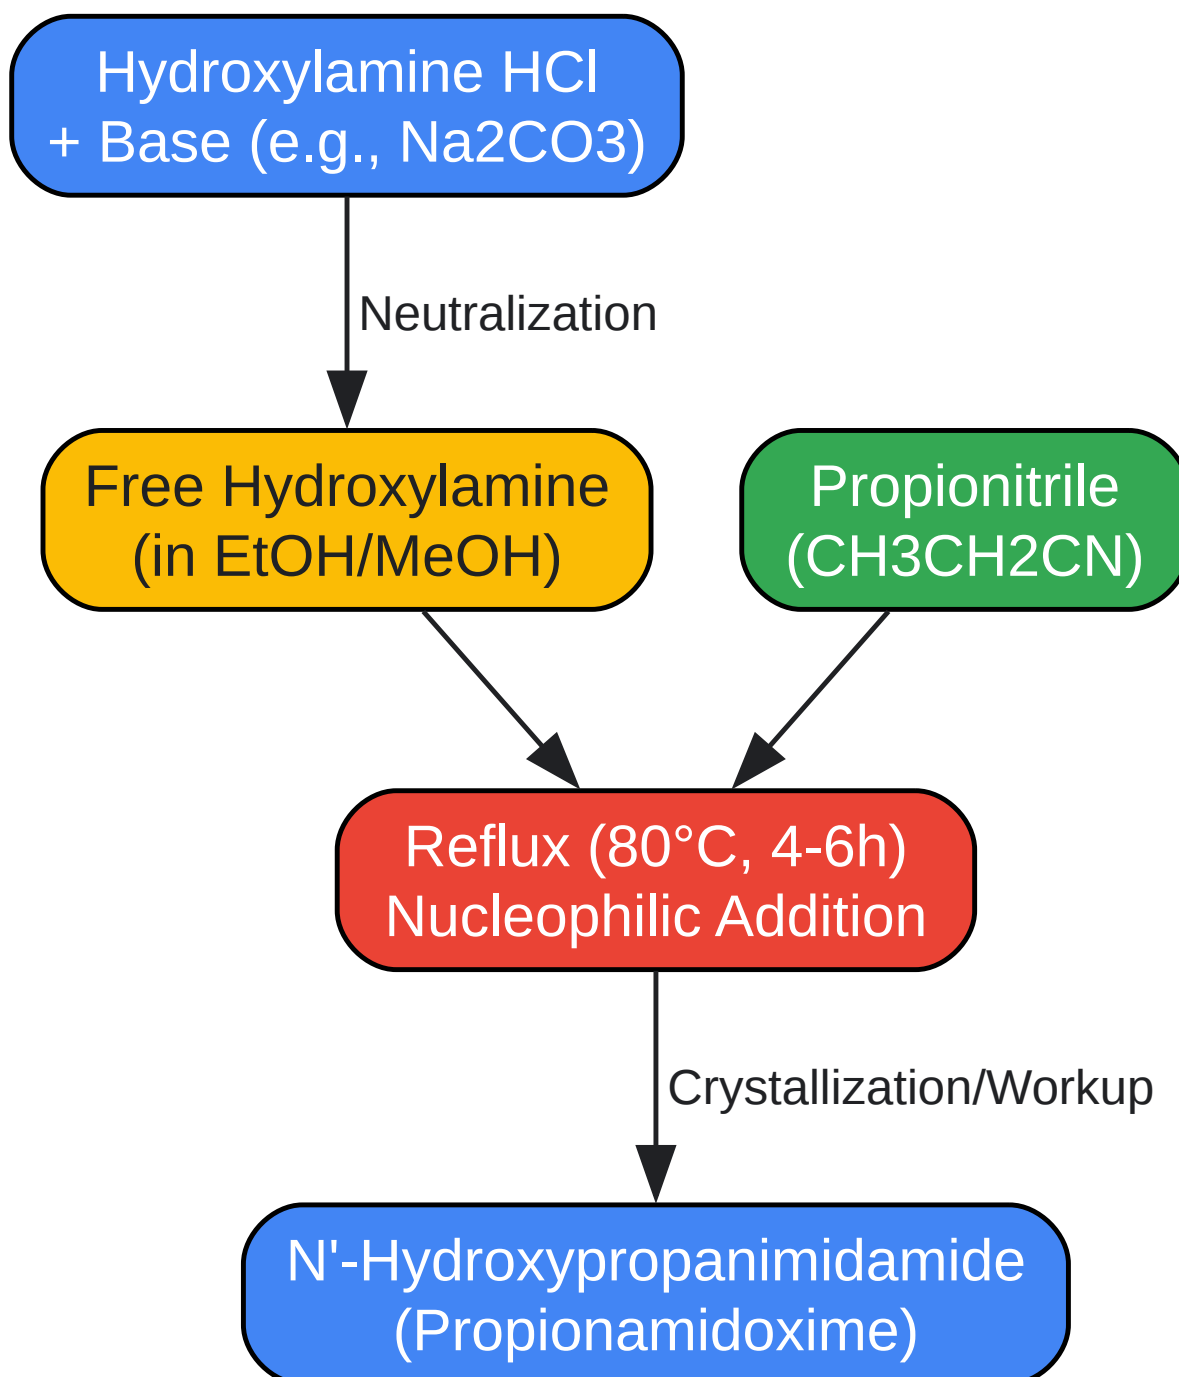 Hydroxylamine HCl
+ Base (e.g., Na2CO3)
Neutralization
Free Hydroxylamine
(in EtOH/MeOH)
Propionitrile
(CH3CH2CN)
Reflux (80°C, 4-6h)
Nucleophilic Addition
Crystallization/Workup
N'-Hydroxypropanimidamide
(Propionamidoxime)